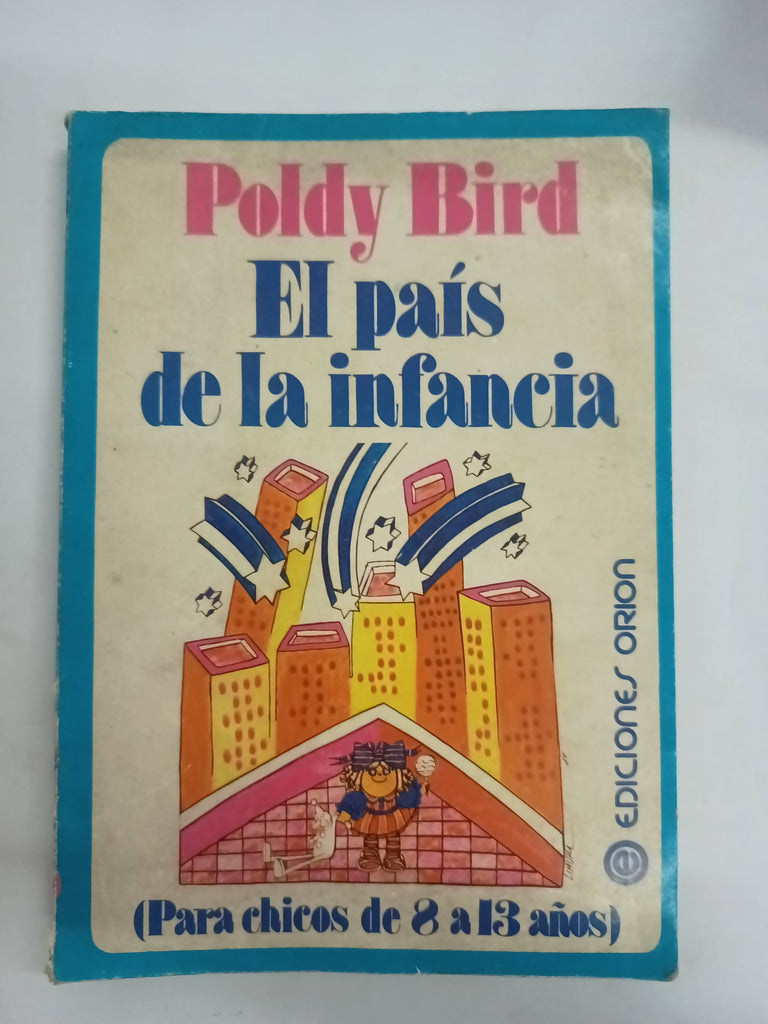 Poldy Bird
El país
de la infancia
EDICIONES ORION
(Para chicos de 8 a 13 años)